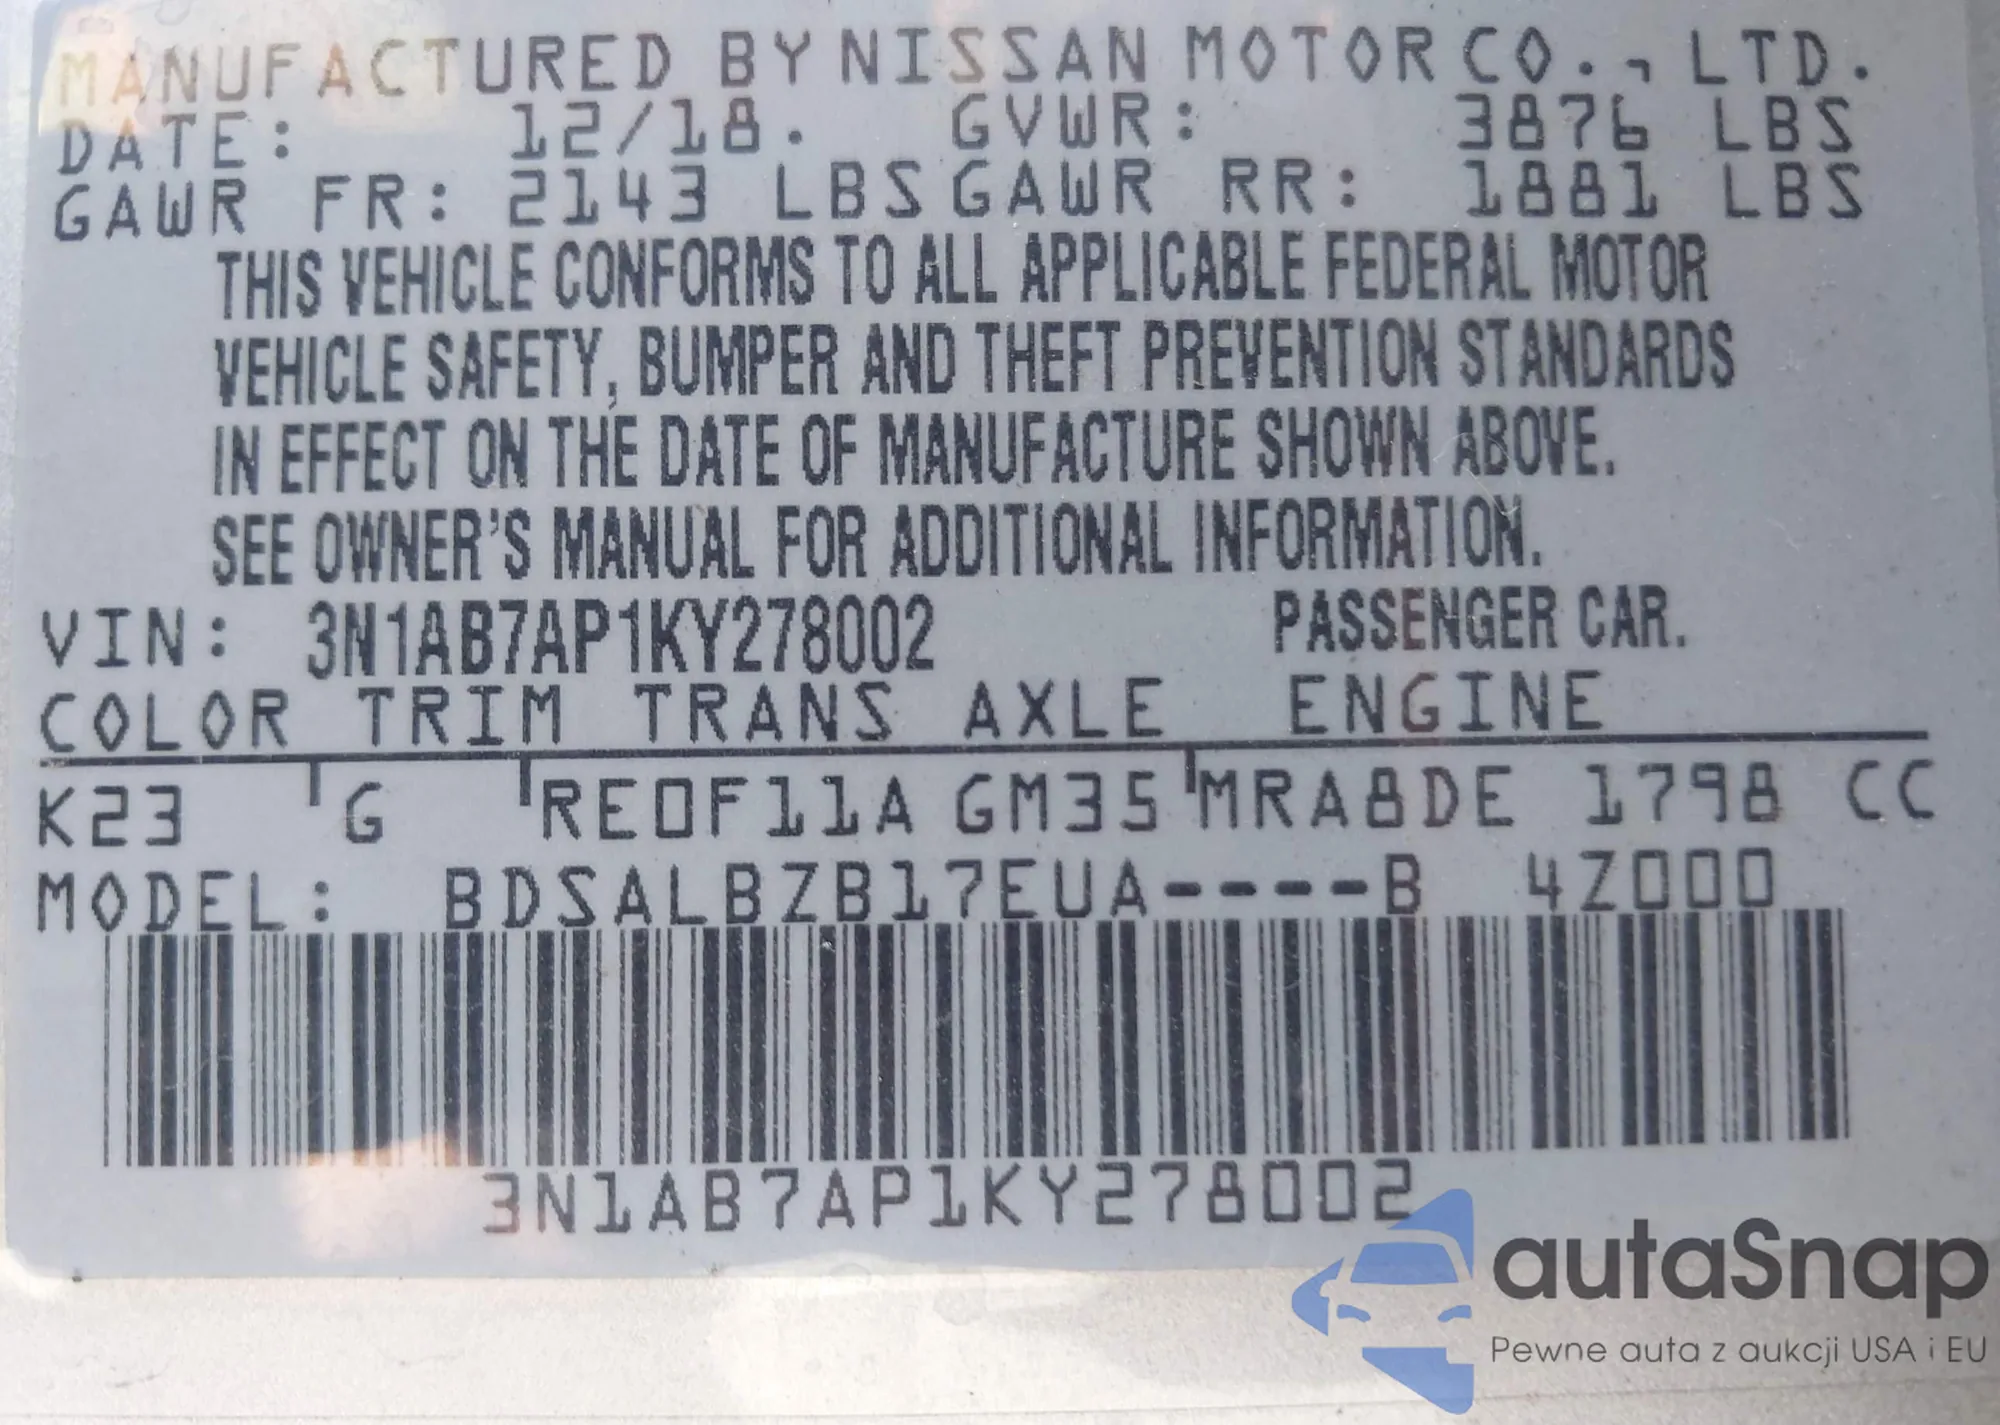 MANUFACTURED BY NISSAN MOTOR CO., LTD.
DATE: 12/18. GVWR: 3876 LBS
GAWR FR: 2143 LBS GAWR RR: 1881 LBS
THIS VEHICLE CONFORMS TO ALL APPLICABLE FEDERAL MOTOR
VEHICLE SAFETY, BUMPER AND THEFT PREVENTION STANDARDS
IN EFFECT ON THE DATE OF MANUFACTURE SHOWN ABOVE.
SEE OWNER'S MANUAL FOR ADDITIONAL INFORMATION.
VIN: 3N1AB7AP1KY278002 PASSENGER CAR.
COLOR TRIM TRANS AXLE ENGINE
K23 G RE0F11A GM35 MRA8DE 1798 CC
MODEL: BDSALBZB17EUA----B 4Z000
3N1AB7AP1KY278002
autaSnap
Pewne auta z aukcji USA i EU